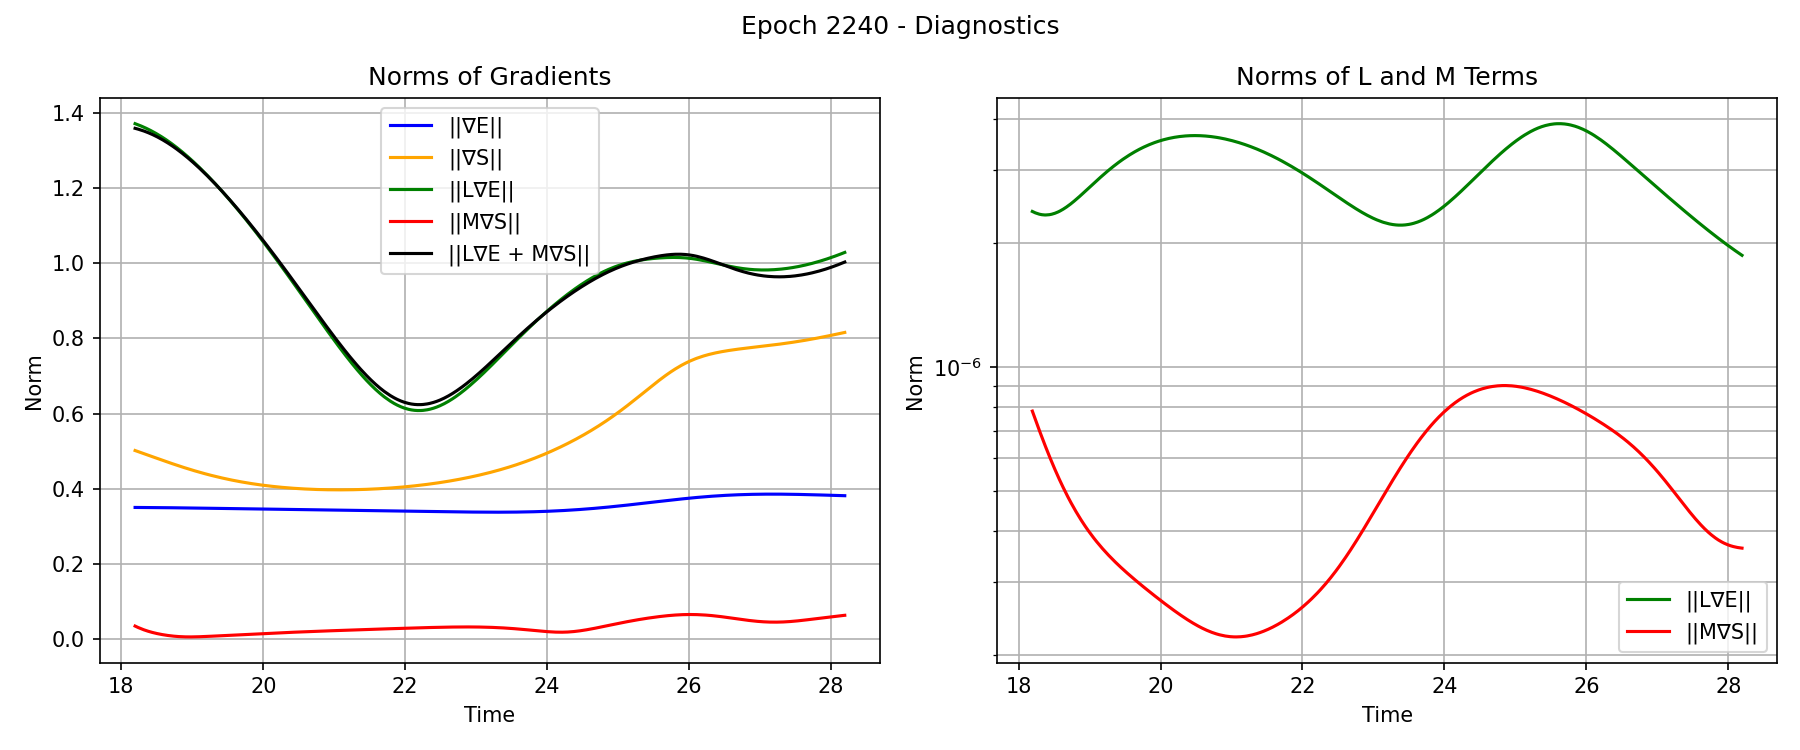 Epoch 2240 - Diagnostics
Norms of Gradients
1.4
1.2
1.0
0.8
0.6
0.4
0.2
0.0
Norm
18
20
22
24
26
28
Time
||∇E||
||∇S||
||L∇E||
||M∇S||
||L∇E + M∇S||
Norms of L and M Terms
10⁻⁶
Norm
18
20
22
24
26
28
Time
||L∇E||
||M∇S||